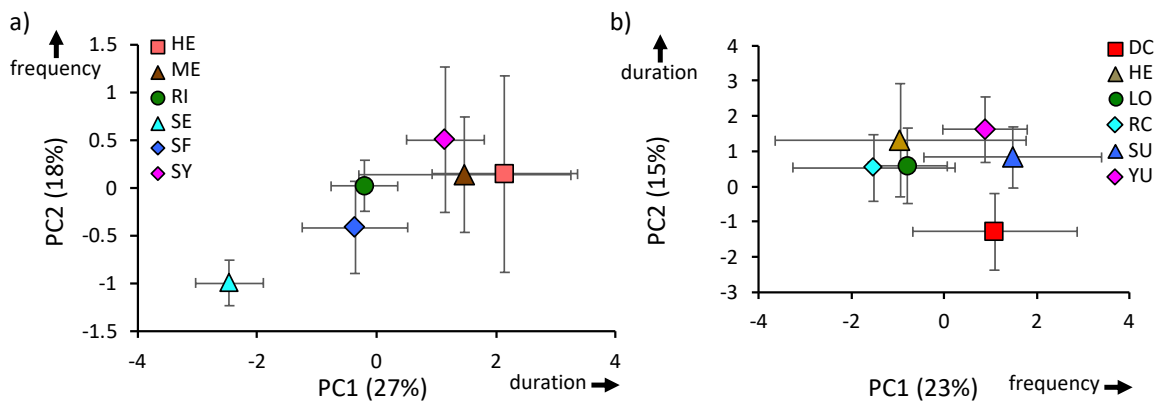 a)
frequency
PC2 (18%)
1.5
1
0.5
0
-0.5
-1
-1.5
HE
ME
RI
SE
SF
SY
-4
-2
0
2
4
PC1 (27%)
duration
b)
duration
PC2 (15%)
4
3
2
1
0
-1
-2
-3
DC
HE
LO
RC
SU
YU
-4
-2
0
2
4
PC1 (23%)
frequency